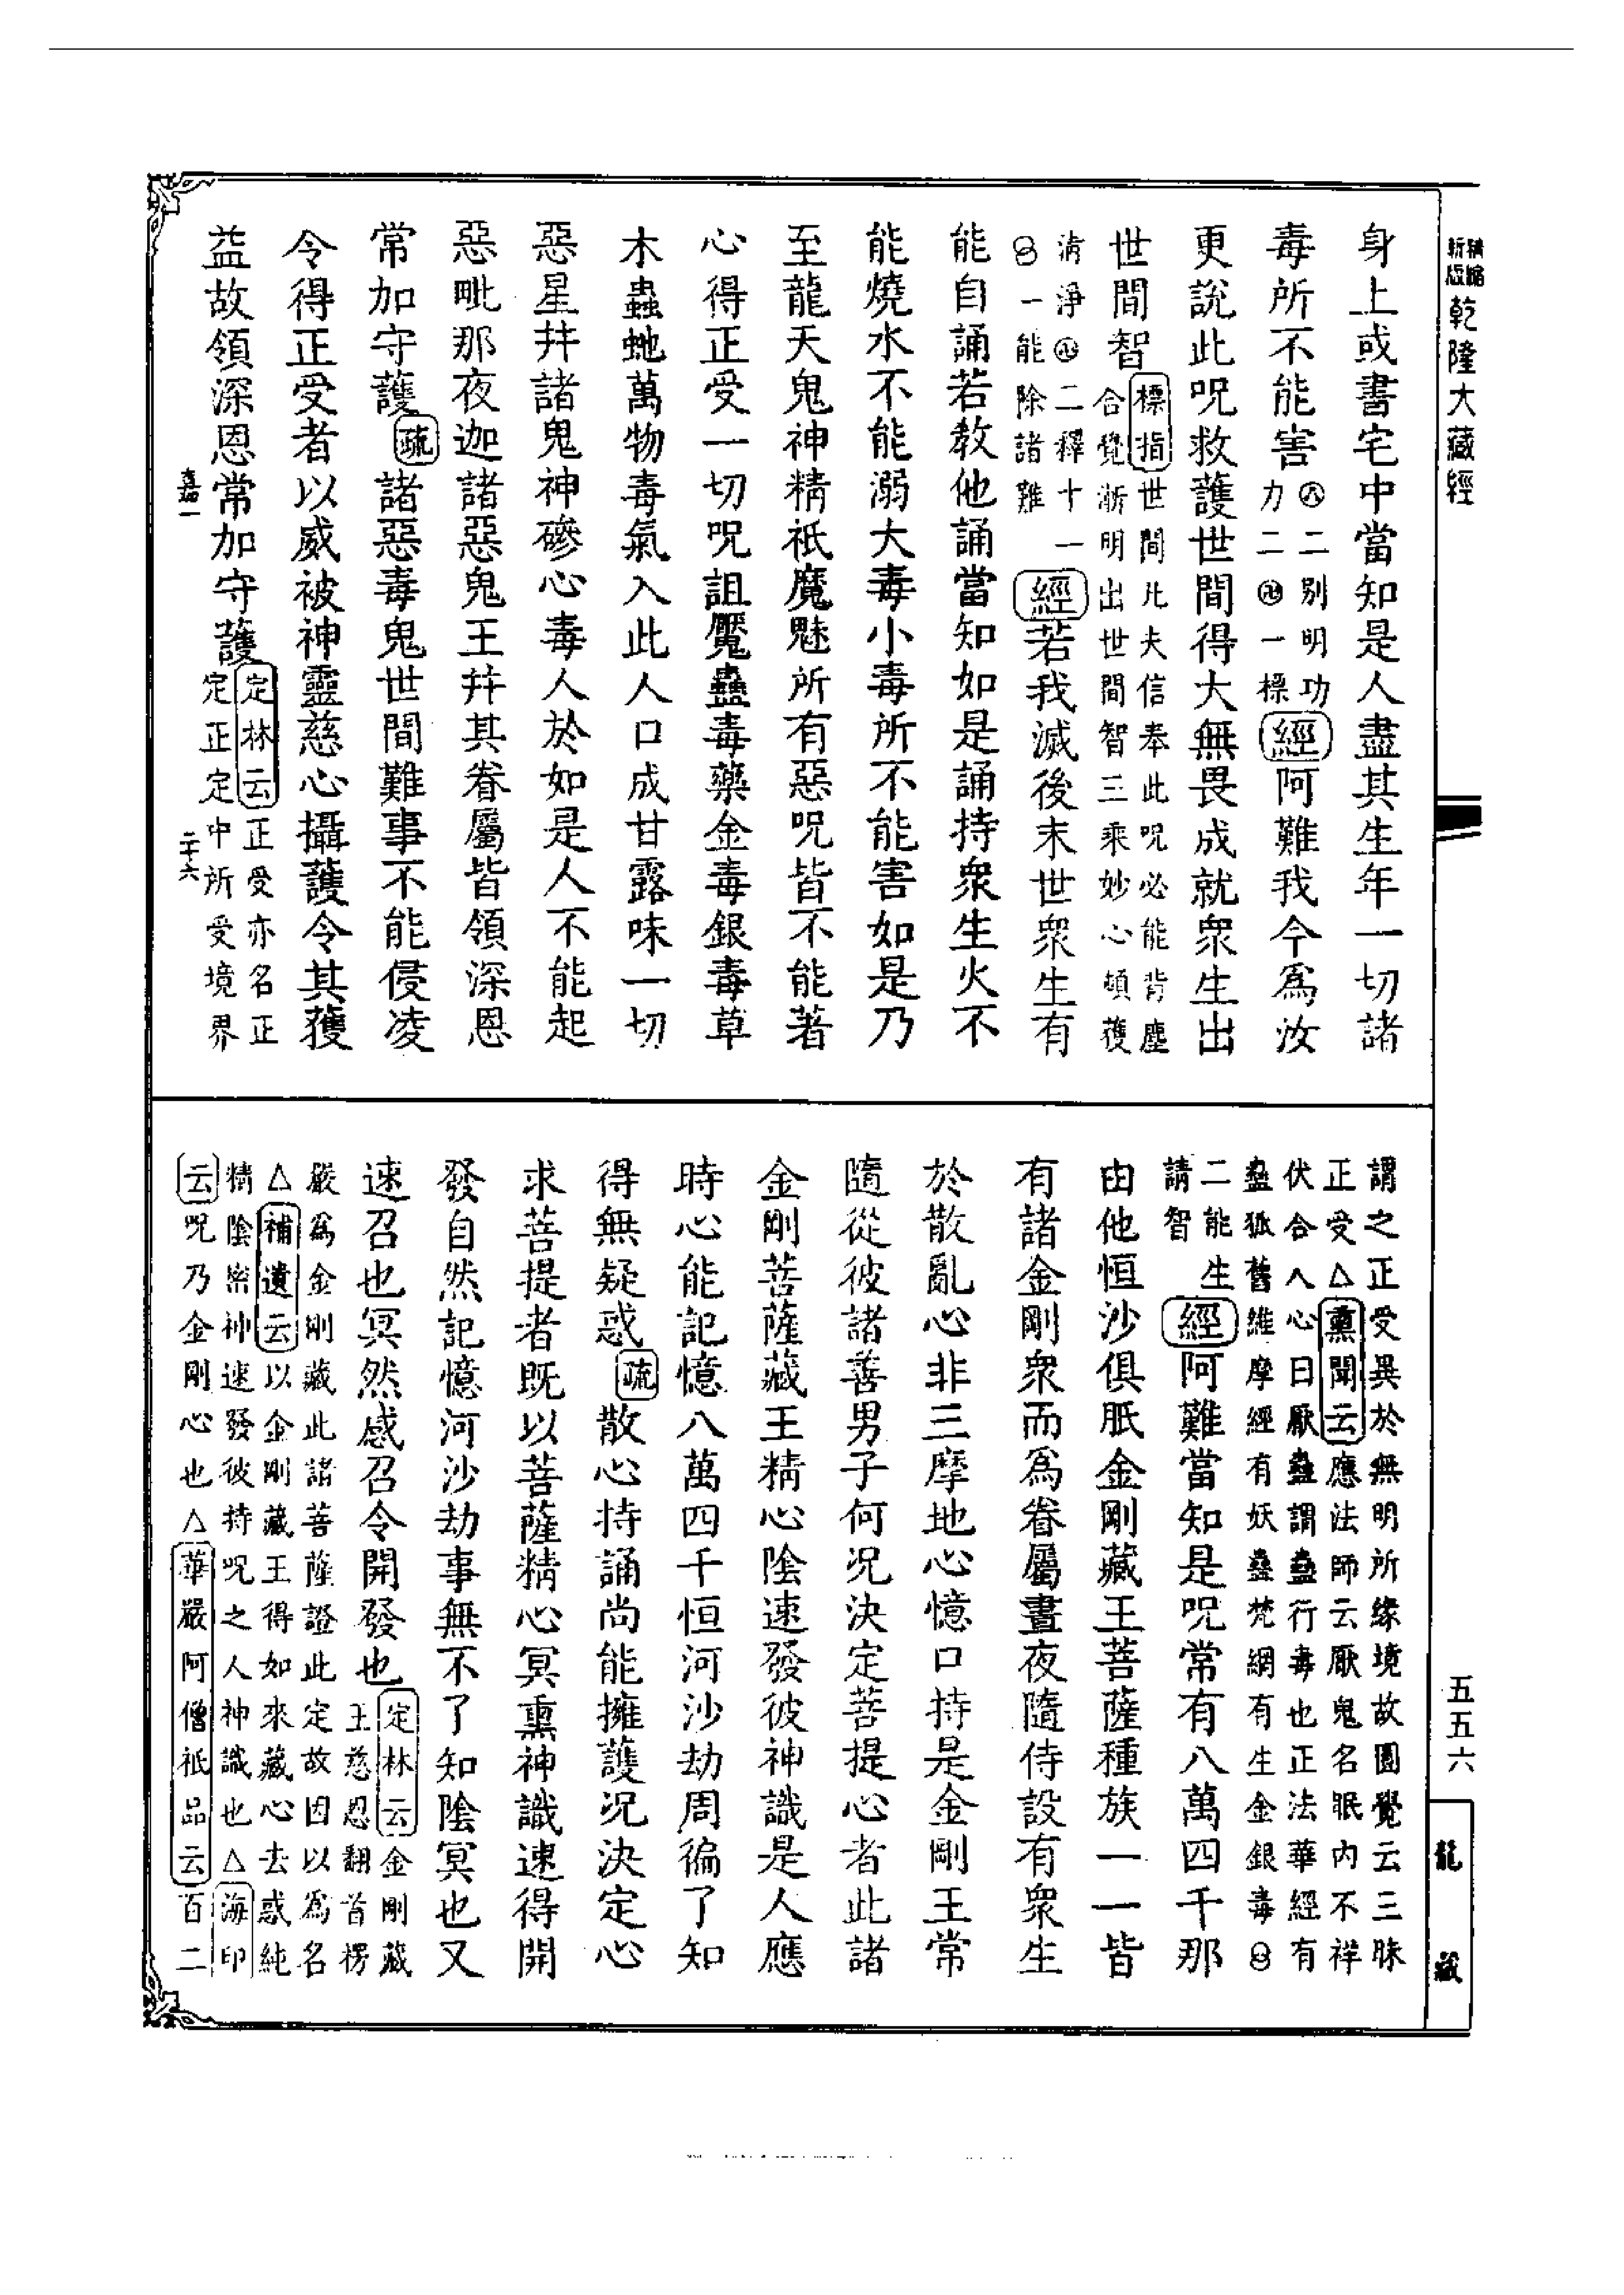 精縮
新版
乾隆大藏經
身上或書宅中當知是人盡其生年一切諸
毒所不能害㊅二別明功力二㊉一標經阿難我今爲汝
更說此呪救護世間得大無畏成就衆生出
世間智標指世間凡夫信奉此呪必能背塵合覺漸明出世間智三乘妙心頓獲
清淨㊉二釋十一㊀一能除諸難經若我滅後末世衆生有
能自誦若教他誦當知如是誦持衆生火不
能燒水不能溺大毒小毒所不能害如是乃
至龍天鬼神精祇魔魅所有惡呪皆不能著
心得正受一切呪詛魘蠱毒藥金毒銀毒草
木蟲虵萬物毒氣入此人口成甘露味一切
惡星并諸鬼神磣心毒人於如是人不能起
惡毗那夜迦諸惡鬼王并其眷屬皆領深恩
常加守護疏諸惡毒鬼世間難事不能侵凌
令得正受者以威被神靈慈心攝護令其獲
益故領深恩常加守護定林云正受亦名正定正定中所受境界
嘉一
二十六
謂之正受異於無明所緣境故圓覺云三昧
正受△熏聞云應法師云厭鬼名眠內不祥
伏合人心曰厭蠱謂蠱行毒也正法華經有
蠱狐舊維摩經有妖蠱梵網有生金銀毒㊀
二能生請智經阿難當知是呪常有八萬四千那
由他恒沙俱胝金剛藏王菩薩種族一一皆
有諸金剛衆而爲眷屬晝夜隨侍設有衆生
於散亂心非三摩地心憶口持是金剛王常
隨從彼諸善男子何況決定菩提心者此諸
金剛菩薩藏王精心陰速發彼神識是人應
時心能記憶八萬四千恒河沙劫周徧了知
得無疑惑疏散心持誦尚能擁護況決定心
求菩提者既以菩薩精心冥熏神識速得開
發自然記憶河沙劫事無不了知陰冥也又
速召也冥然感召令開發也定林云金剛藏王慈忍翻首楞
嚴爲金剛藏此諸菩薩證此定故因以爲名
△補遺云以金剛藏王得如來藏心去惑純
精陰密神速發彼持呪之人神識也△海印
云呪乃金剛心也△華嚴阿僧祇品云百二
五五六
龍藏